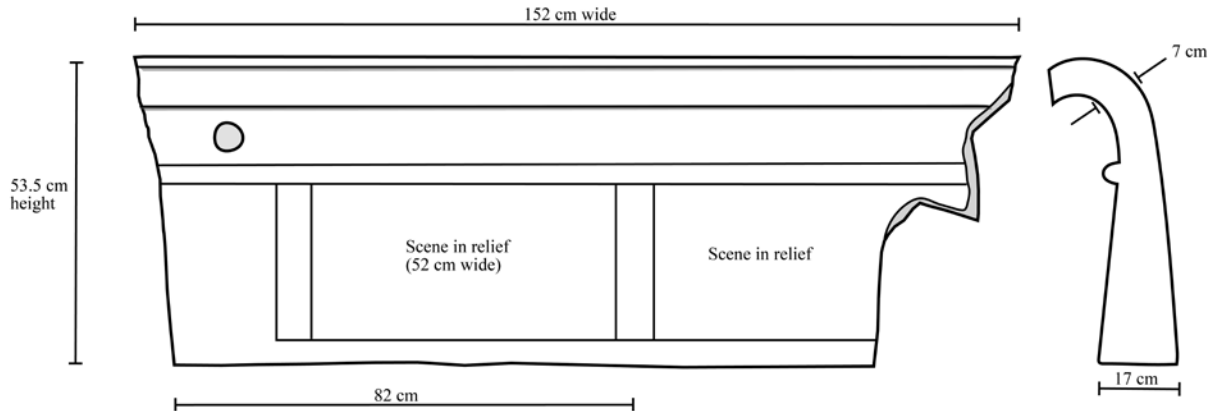 152 cm wide
7 cm
53.5 cm
height
Scene in relief
(52 cm wide)
Scene in relief
17 cm
82 cm